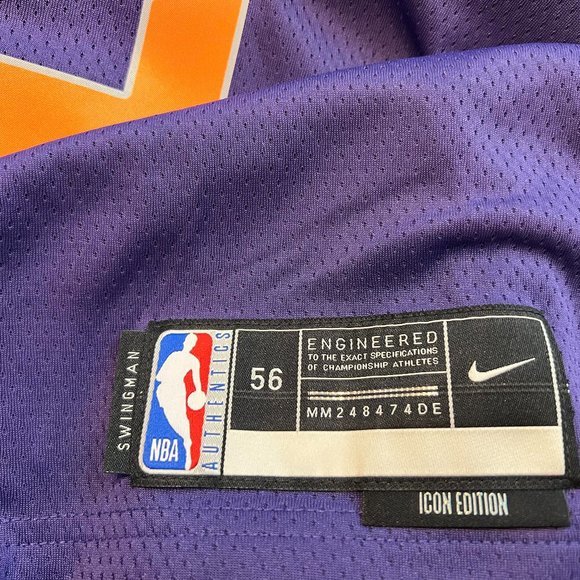 SWINGMAN
NBA
AUTHENTICS
56
ENGINEERED
TO THE EXACT SPECIFICATIONS
OF CHAMPIONSHIP ATHLETES
MM248474DE
ICON EDITION